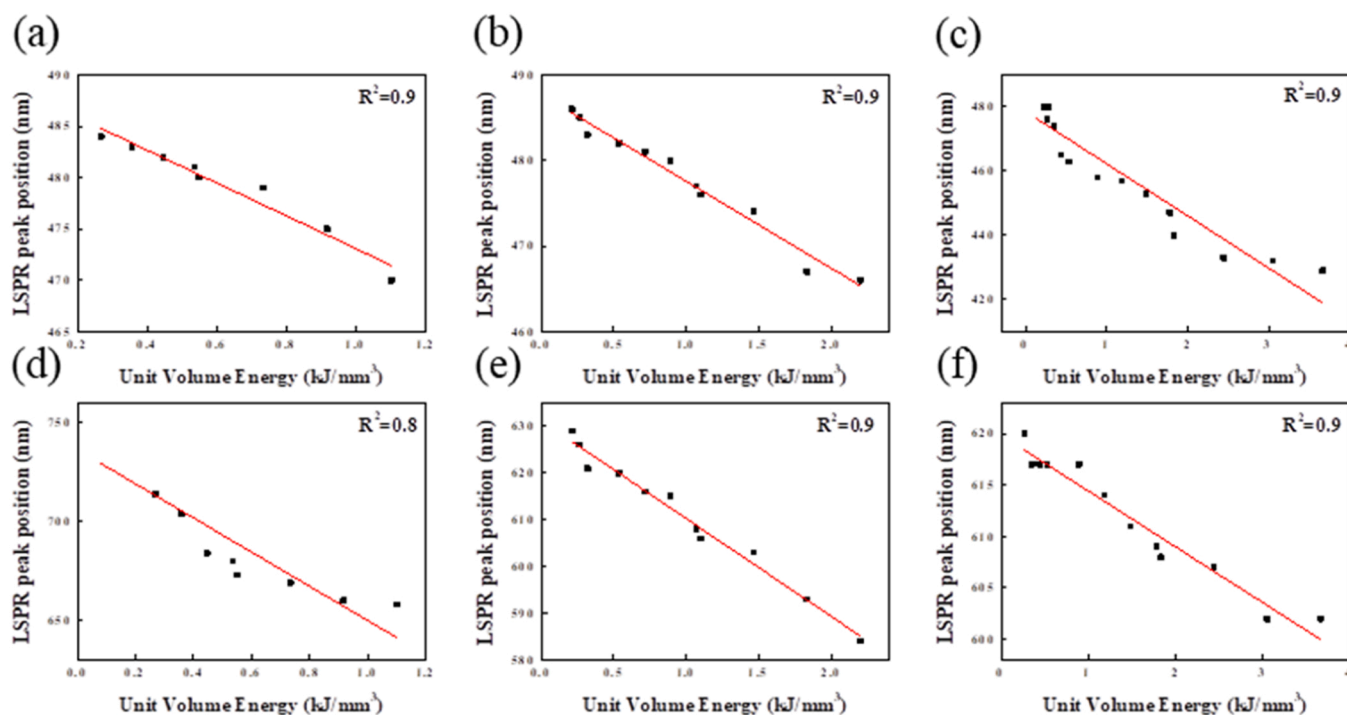 (a)
R²=0.9
LSPR peak position (nm)
490
485
480
475
470
465
0.2 0.4 0.6 0.8 1.0 1.2
Unit Volume Energy (kJ/mm³)
(b)
R²=0.9
LSPR peak position (nm)
490
480
470
460
0.0 0.5 1.0 1.5 2.0
Unit Volume Energy (kJ/mm³)
(c)
R²=0.9
LSPR peak position (nm)
480
460
440
420
0 1 2 3 4
Unit Volume Energy (kJ/mm³)
(d)
R²=0.8
LSPR peak position (nm)
750
700
650
0.0 0.2 0.4 0.6 0.8 1.0 1.2
Unit Volume Energy (kJ/mm³)
(e)
R²=0.9
LSPR peak position (nm)
630
620
610
600
590
580
0.0 0.5 1.0 1.5 2.0
Unit Volume Energy (kJ/mm³)
(f)
R²=0.9
LSPR peak position (nm)
620
615
610
605
600
0 1 2 3 4
Unit Volume Energy (kJ/mm³)